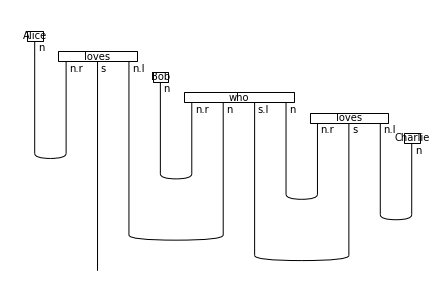 Alice
n
loves
n.r s n.l
Bob
n
who
n.r n s.l n
loves
n.r s n.l
Charlie
n